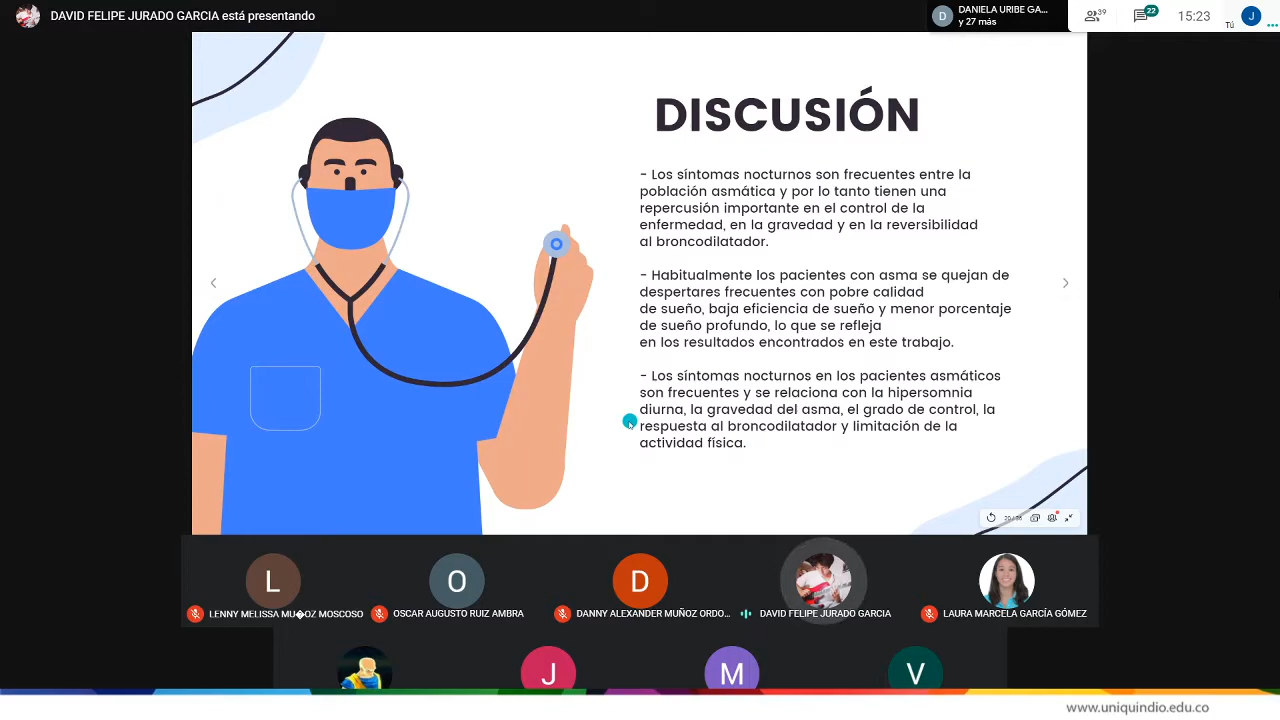 DAVID FELIPE JURADO GARCIA está presentando
D
DANIELA URIBE GA...
y 27 más
39
22
15:23
Tú
J
DISCUSIÓN
- Los síntomas nocturnos son frecuentes entre la
población asmática y por lo tanto tienen una
repercusión importante en el control de la
enfermedad, en la gravedad y en la reversibilidad
al broncodilatador.
- Habitualmente los pacientes con asma se quejan de
despertares frecuentes con pobre calidad
de sueño, baja eficiencia de sueño y menor porcentaje
de sueño profundo, lo que se refleja
en los resultados encontrados en este trabajo.
- Los síntomas nocturnos en los pacientes asmáticos
son frecuentes y se relaciona con la hipersomnia
diurna, la gravedad del asma, el grado de control, la
respuesta al broncodilatador y limitación de la
actividad física.
L
O
D
LENNY MELISSA MU�OZ MOSCOSO
OSCAR AUGUSTO RUIZ AMBRA
DANNY ALEXANDER MUÑOZ ORDO...
DAVID FELIPE JURADO GARCIA
LAURA MARCELA GARCÍA GÓMEZ
J
M
V
www.uniquindio.edu.co